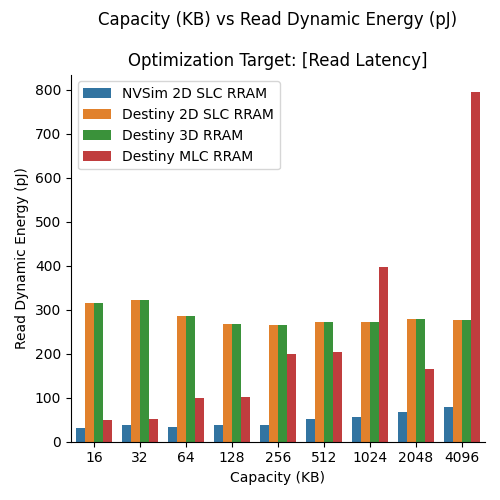 Capacity (KB) vs Read Dynamic Energy (pJ)
Optimization Target: [Read Latency]
NVSim 2D SLC RRAM
Destiny 2D SLC RRAM
Destiny 3D RRAM
Destiny MLC RRAM
Read Dynamic Energy (pJ)
800
700
600
500
400
300
200
100
0
16 32 64 128 256 512 1024 2048 4096
Capacity (KB)